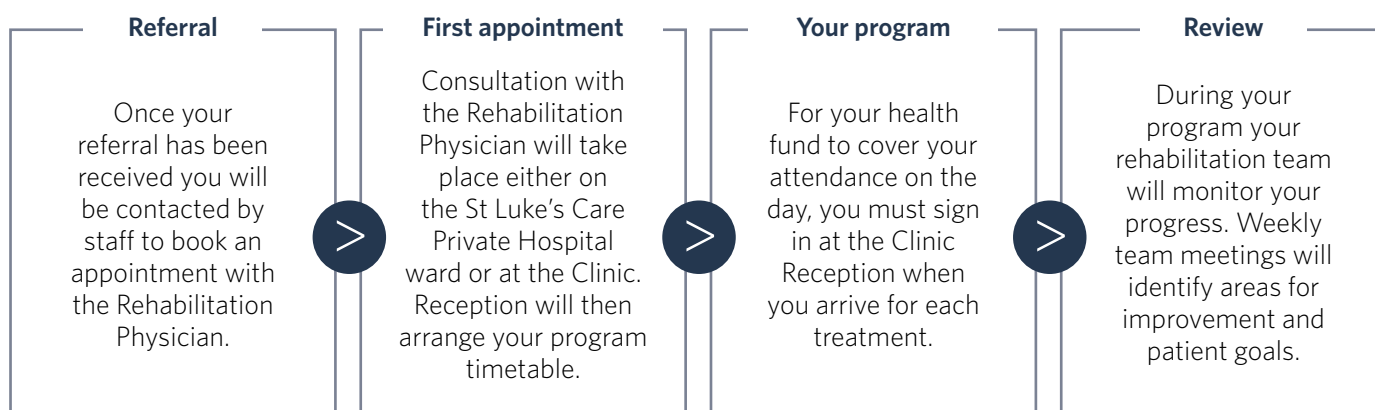 Referral
Once your
referral has been
received you will
be contacted by
staff to book an
appointment with
the Rehabilitation
Physician.
>
First appointment
Consultation with
the Rehabilitation
Physician will take
place either on
the St Luke's Care
Private Hospital
ward or at the Clinic.
Reception will then
arrange your program
timetable.
>
Your program
For your health
fund to cover your
attendance on the
day, you must sign
in at the Clinic
Reception when
you arrive for each
treatment.
>
Review
During your
program your
rehabilitation team
will monitor your
progress. Weekly
team meetings will
identify areas for
improvement and
patient goals.